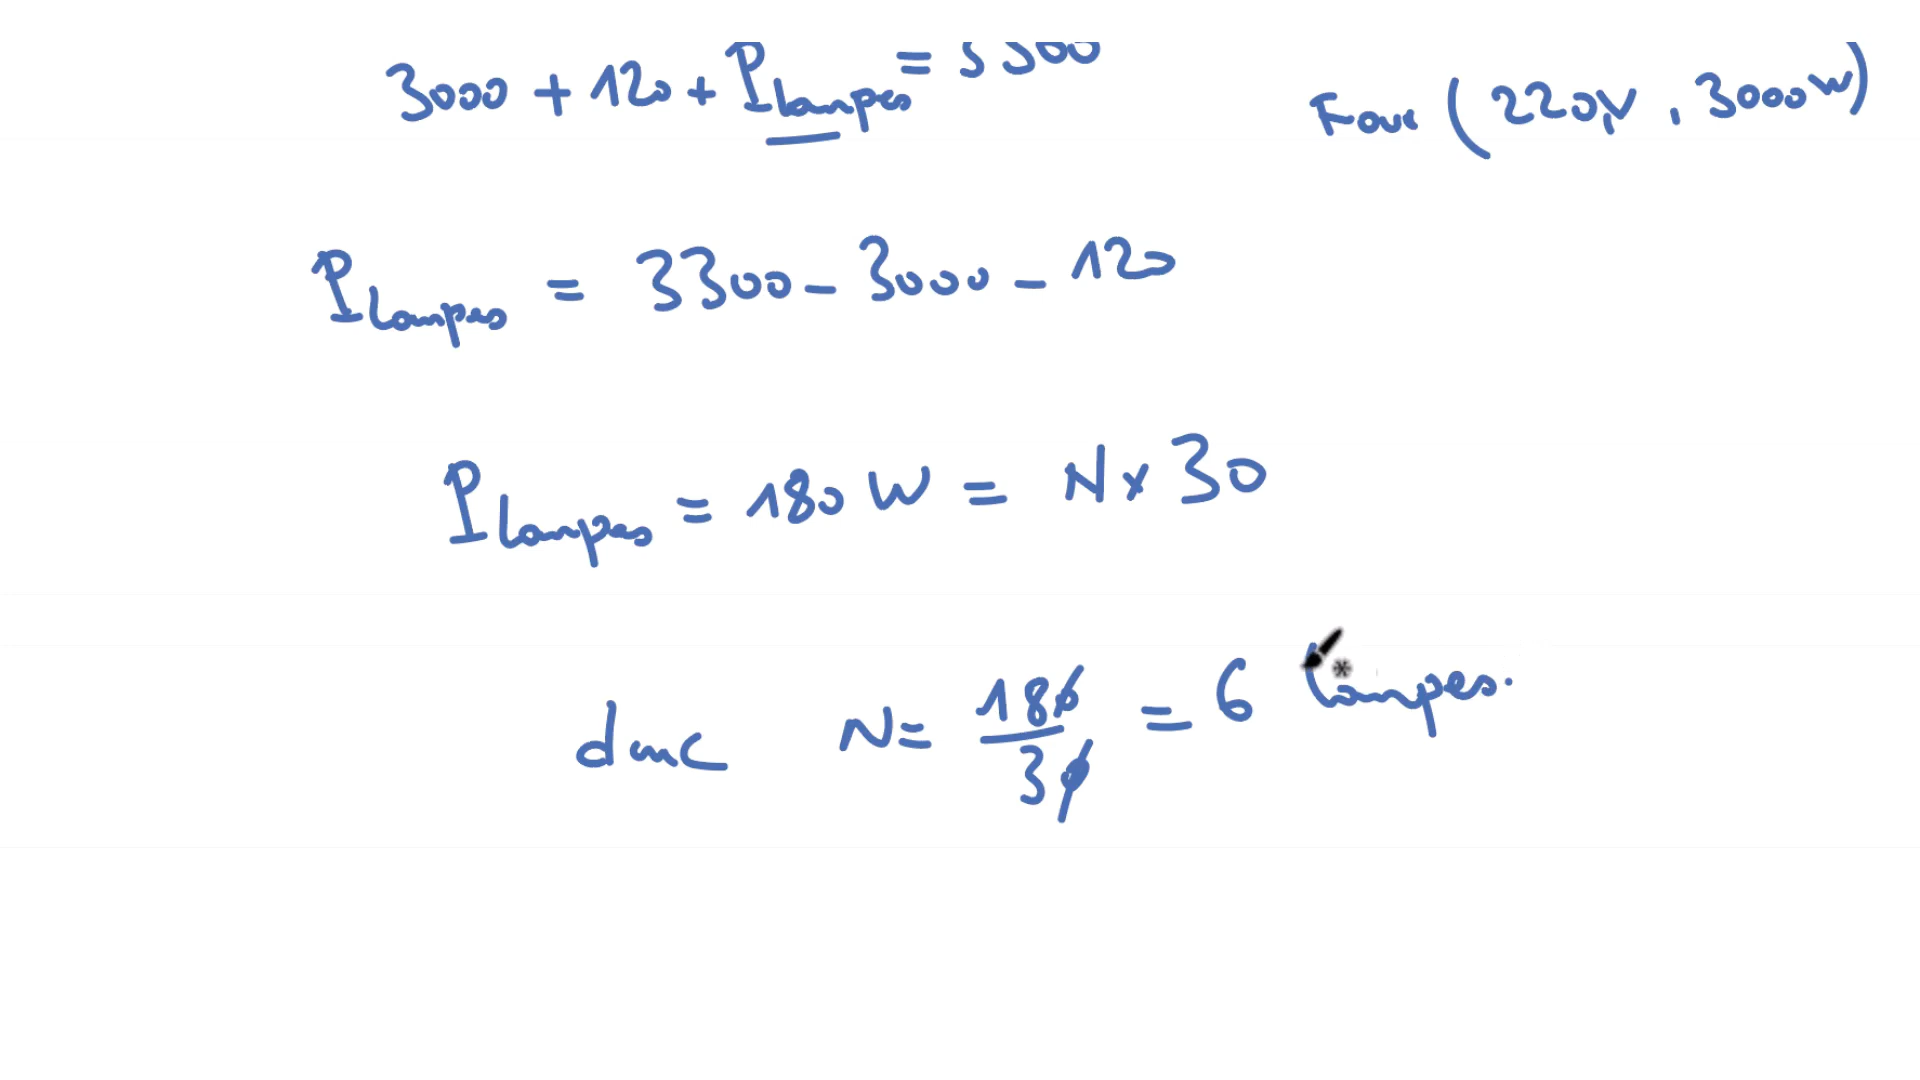 3000 + 120 + P lampes = 3300
Four (220V, 3000W)
P lampes = 3300 - 3000 - 120
P lampes = 180 W = N x 30
donc N = 180/30 = 6 lampes.